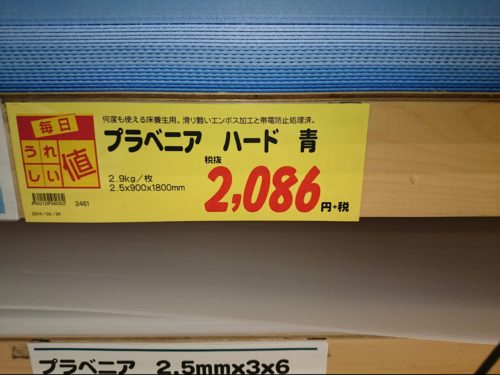 何度も使える床養生用。滑り難いエンボス加工と帯電防止処理済。
毎日
うれしい値
プラベニア ハード 青
2.9kg/枚
2.5x900x1800mm
税抜
2,086円+税
2461
プラベニア 2.5mmx3x6